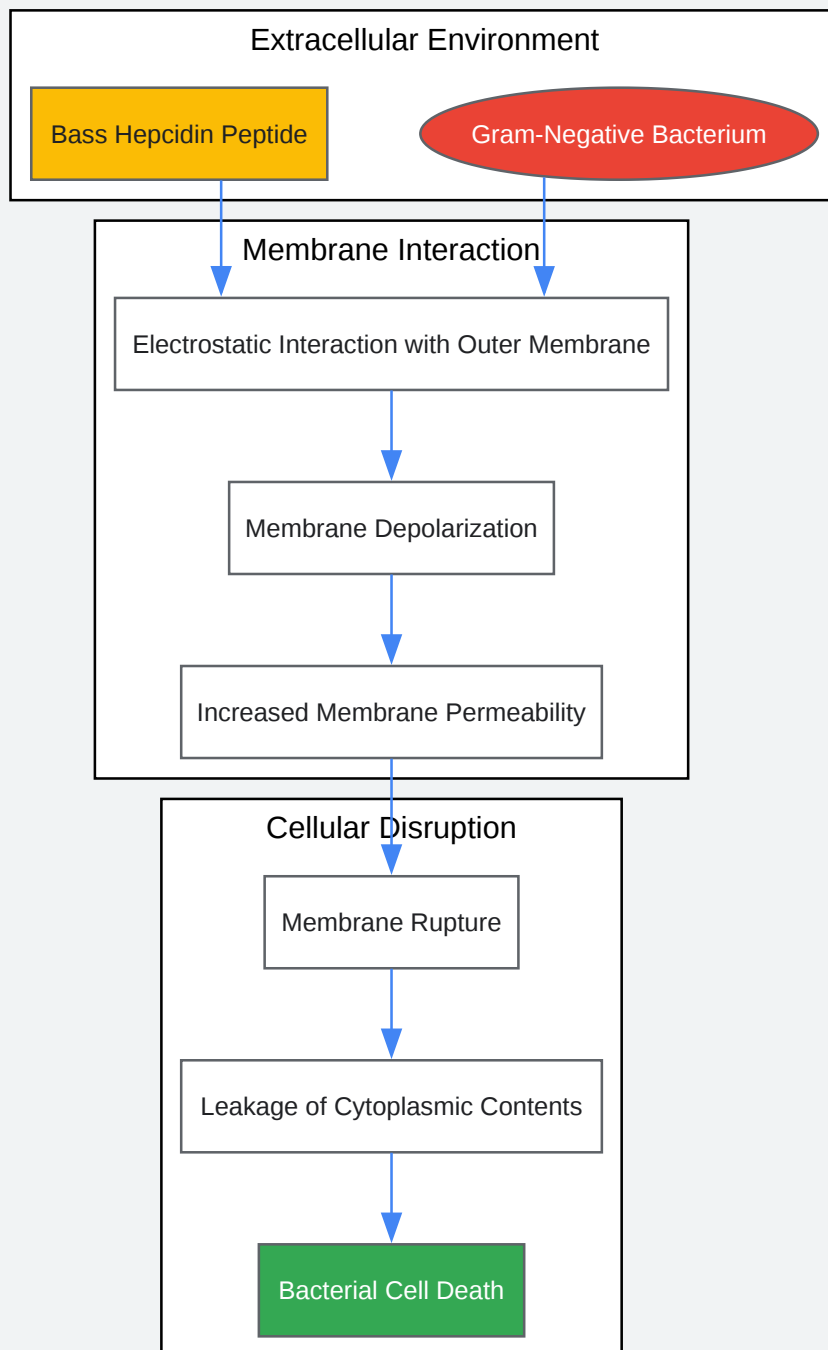 Extracellular Environment
Bass Hepcidin Peptide
Gram-Negative Bacterium
Membrane Interaction
Electrostatic Interaction with Outer Membrane
Membrane Depolarization
Increased Membrane Permeability
Cellular Disruption
Membrane Rupture
Leakage of Cytoplasmic Contents
Bacterial Cell Death